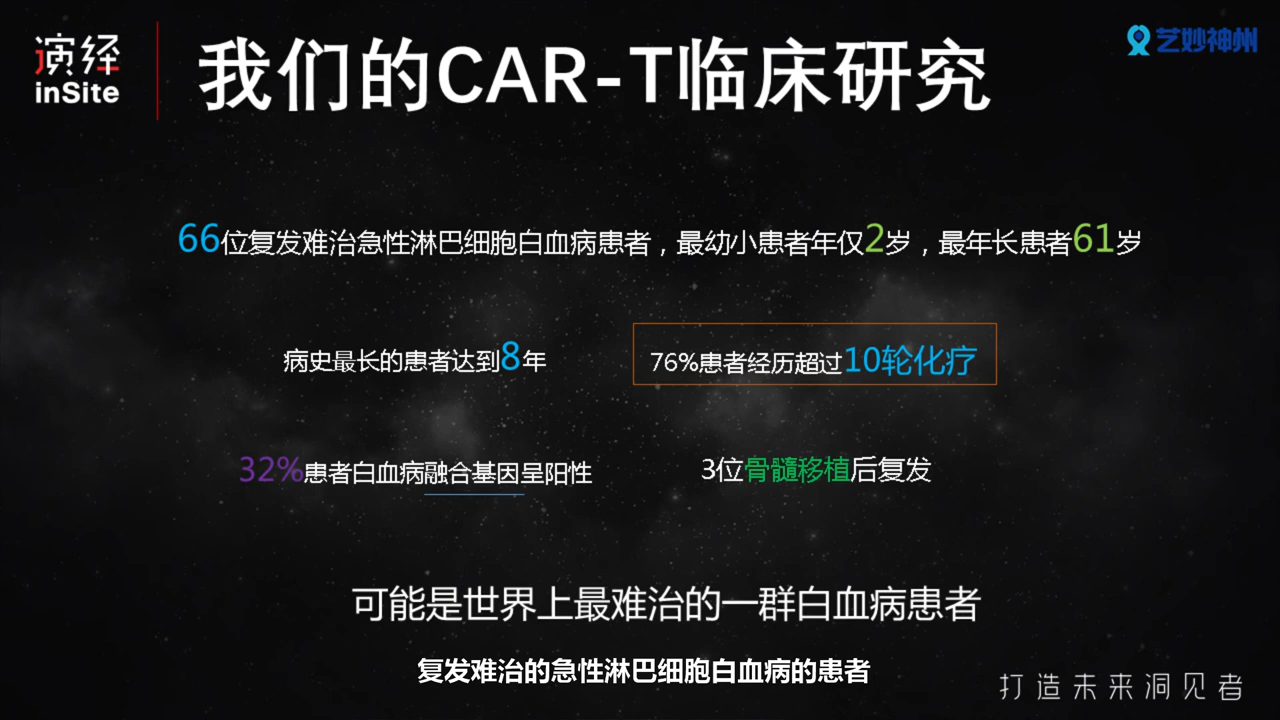 演经
inSite
我们的CAR-T临床研究
艺妙神州
66位复发难治急性淋巴细胞白血病患者，最幼小患者年仅2岁，最年长患者61岁
病史最长的患者达到8年
76%患者经历超过10轮化疗
32%患者白血病融合基因呈阳性
3位骨髓移植后复发
可能是世界上最难治的一群白血病患者
复发难治的急性淋巴细胞白血病的患者
打造未来洞见者